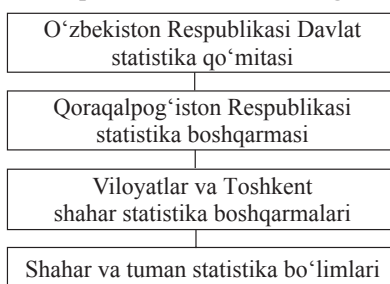 O‘zbekiston Respublikasi Davlat
statistika qo‘mitasi
Qoraqalpog‘iston Respublikasi
statistika boshqarmasi
Viloyatlar va Toshkent
shahar statistika boshqarmalari
Shahar va tuman statistika bo‘limlari